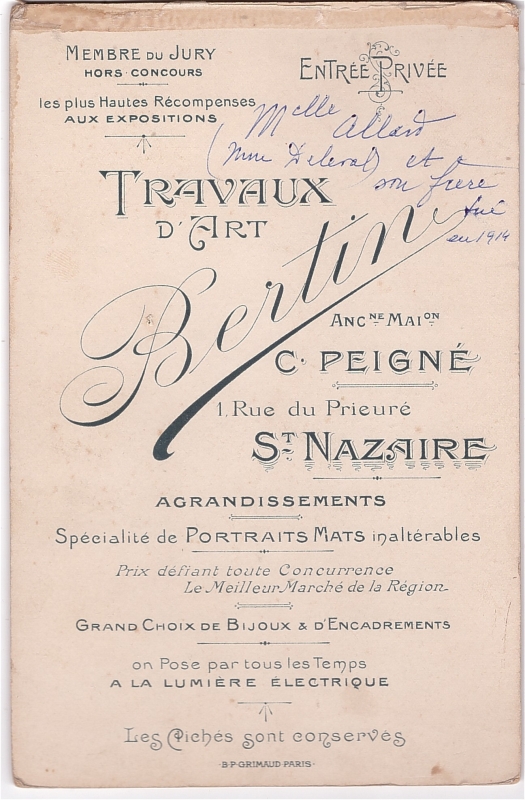 MEMBRE DU JURY
HORS CONCOURS
les plus Hautes Récompenses
AUX EXPOSITIONS
ENTRÉE PRIVÉE
Melle Allard
(Mme Deleval) et
son frère
tué
en 1914
TRAVAUX
D'ART
Bertin
ANCNE MAION
C. PEIGNÉ
1, Rue du Prieuré
ST NAZAIRE
AGRANDISSEMENTS
Spécialité de PORTRAITS MATS inaltérables
Prix défiant toute Concurrence
Le Meilleur Marché de la Région
GRAND CHOIX DE BIJOUX & D'ENCADREMENTS
on Pose par tous les Temps
A LA LUMIÈRE ÉLECTRIQUE
Les Clichés sont conservés
B.P. GRIMAUD PARIS